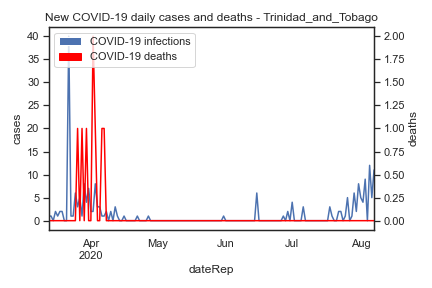 New COVID-19 daily cases and deaths - Trinidad_and_Tobago
COVID-19 infections
COVID-19 deaths
40
35
30
25
20
15
10
5
0
cases
2.00
1.75
1.50
1.25
1.00
0.75
0.50
0.25
0.00
deaths
Apr May Jun Jul Aug
2020
dateRep